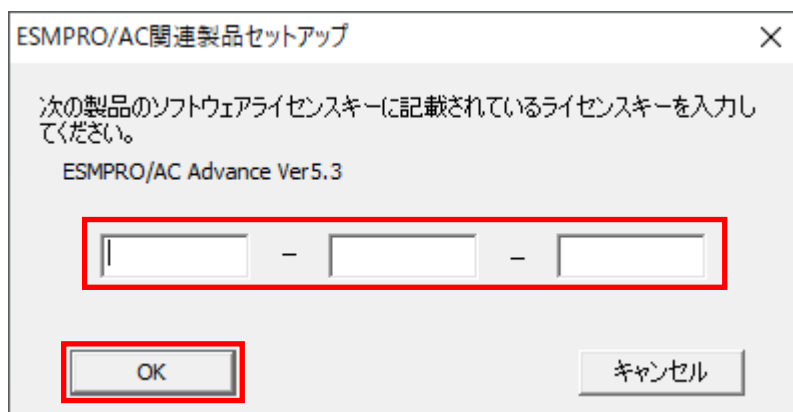 ESMPRO/AC関連製品セットアップ
次の製品のソフトウェアライセンスキーに記載されているライセンスキーを入力し
てください。
ESMPRO/AC Advance Ver5.3
– –
OK キャンセル